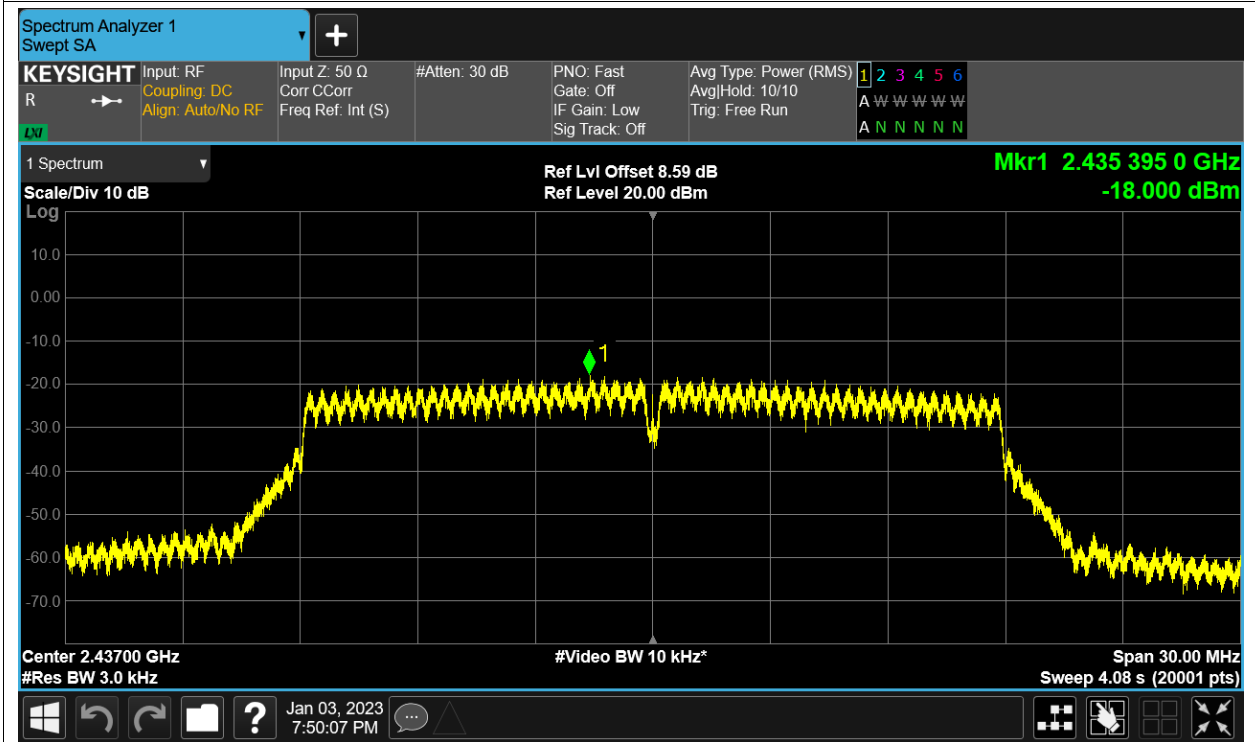 Spectrum Analyzer 1
Swept SA
KEYSIGHT
R
LXI
Input: RF
Coupling: DC
Align: Auto/No RF
Input Z: 50 Ω
Corr CCorr
Freq Ref: Int (S)
#Atten: 30 dB
PNO: Fast
Gate: Off
IF Gain: Low
Sig Track: Off
Avg Type: Power (RMS)
Avg|Hold: 10/10
Trig: Free Run
1 2 3 4 5 6
A W W W W W
A N N N N N
1 Spectrum
Scale/Div 10 dB
Log
Ref Lvl Offset 8.59 dB
Ref Level 20.00 dBm
Mkr1 2.435 395 0 GHz
-18.000 dBm
10.0
0.00
-10.0
-20.0
-30.0
-40.0
-50.0
-60.0
-70.0
1
Center 2.43700 GHz
#Res BW 3.0 kHz
#Video BW 10 kHz*
Span 30.00 MHz
Sweep 4.08 s (20001 pts)
?
Jan 03, 2023
7:50:07 PM